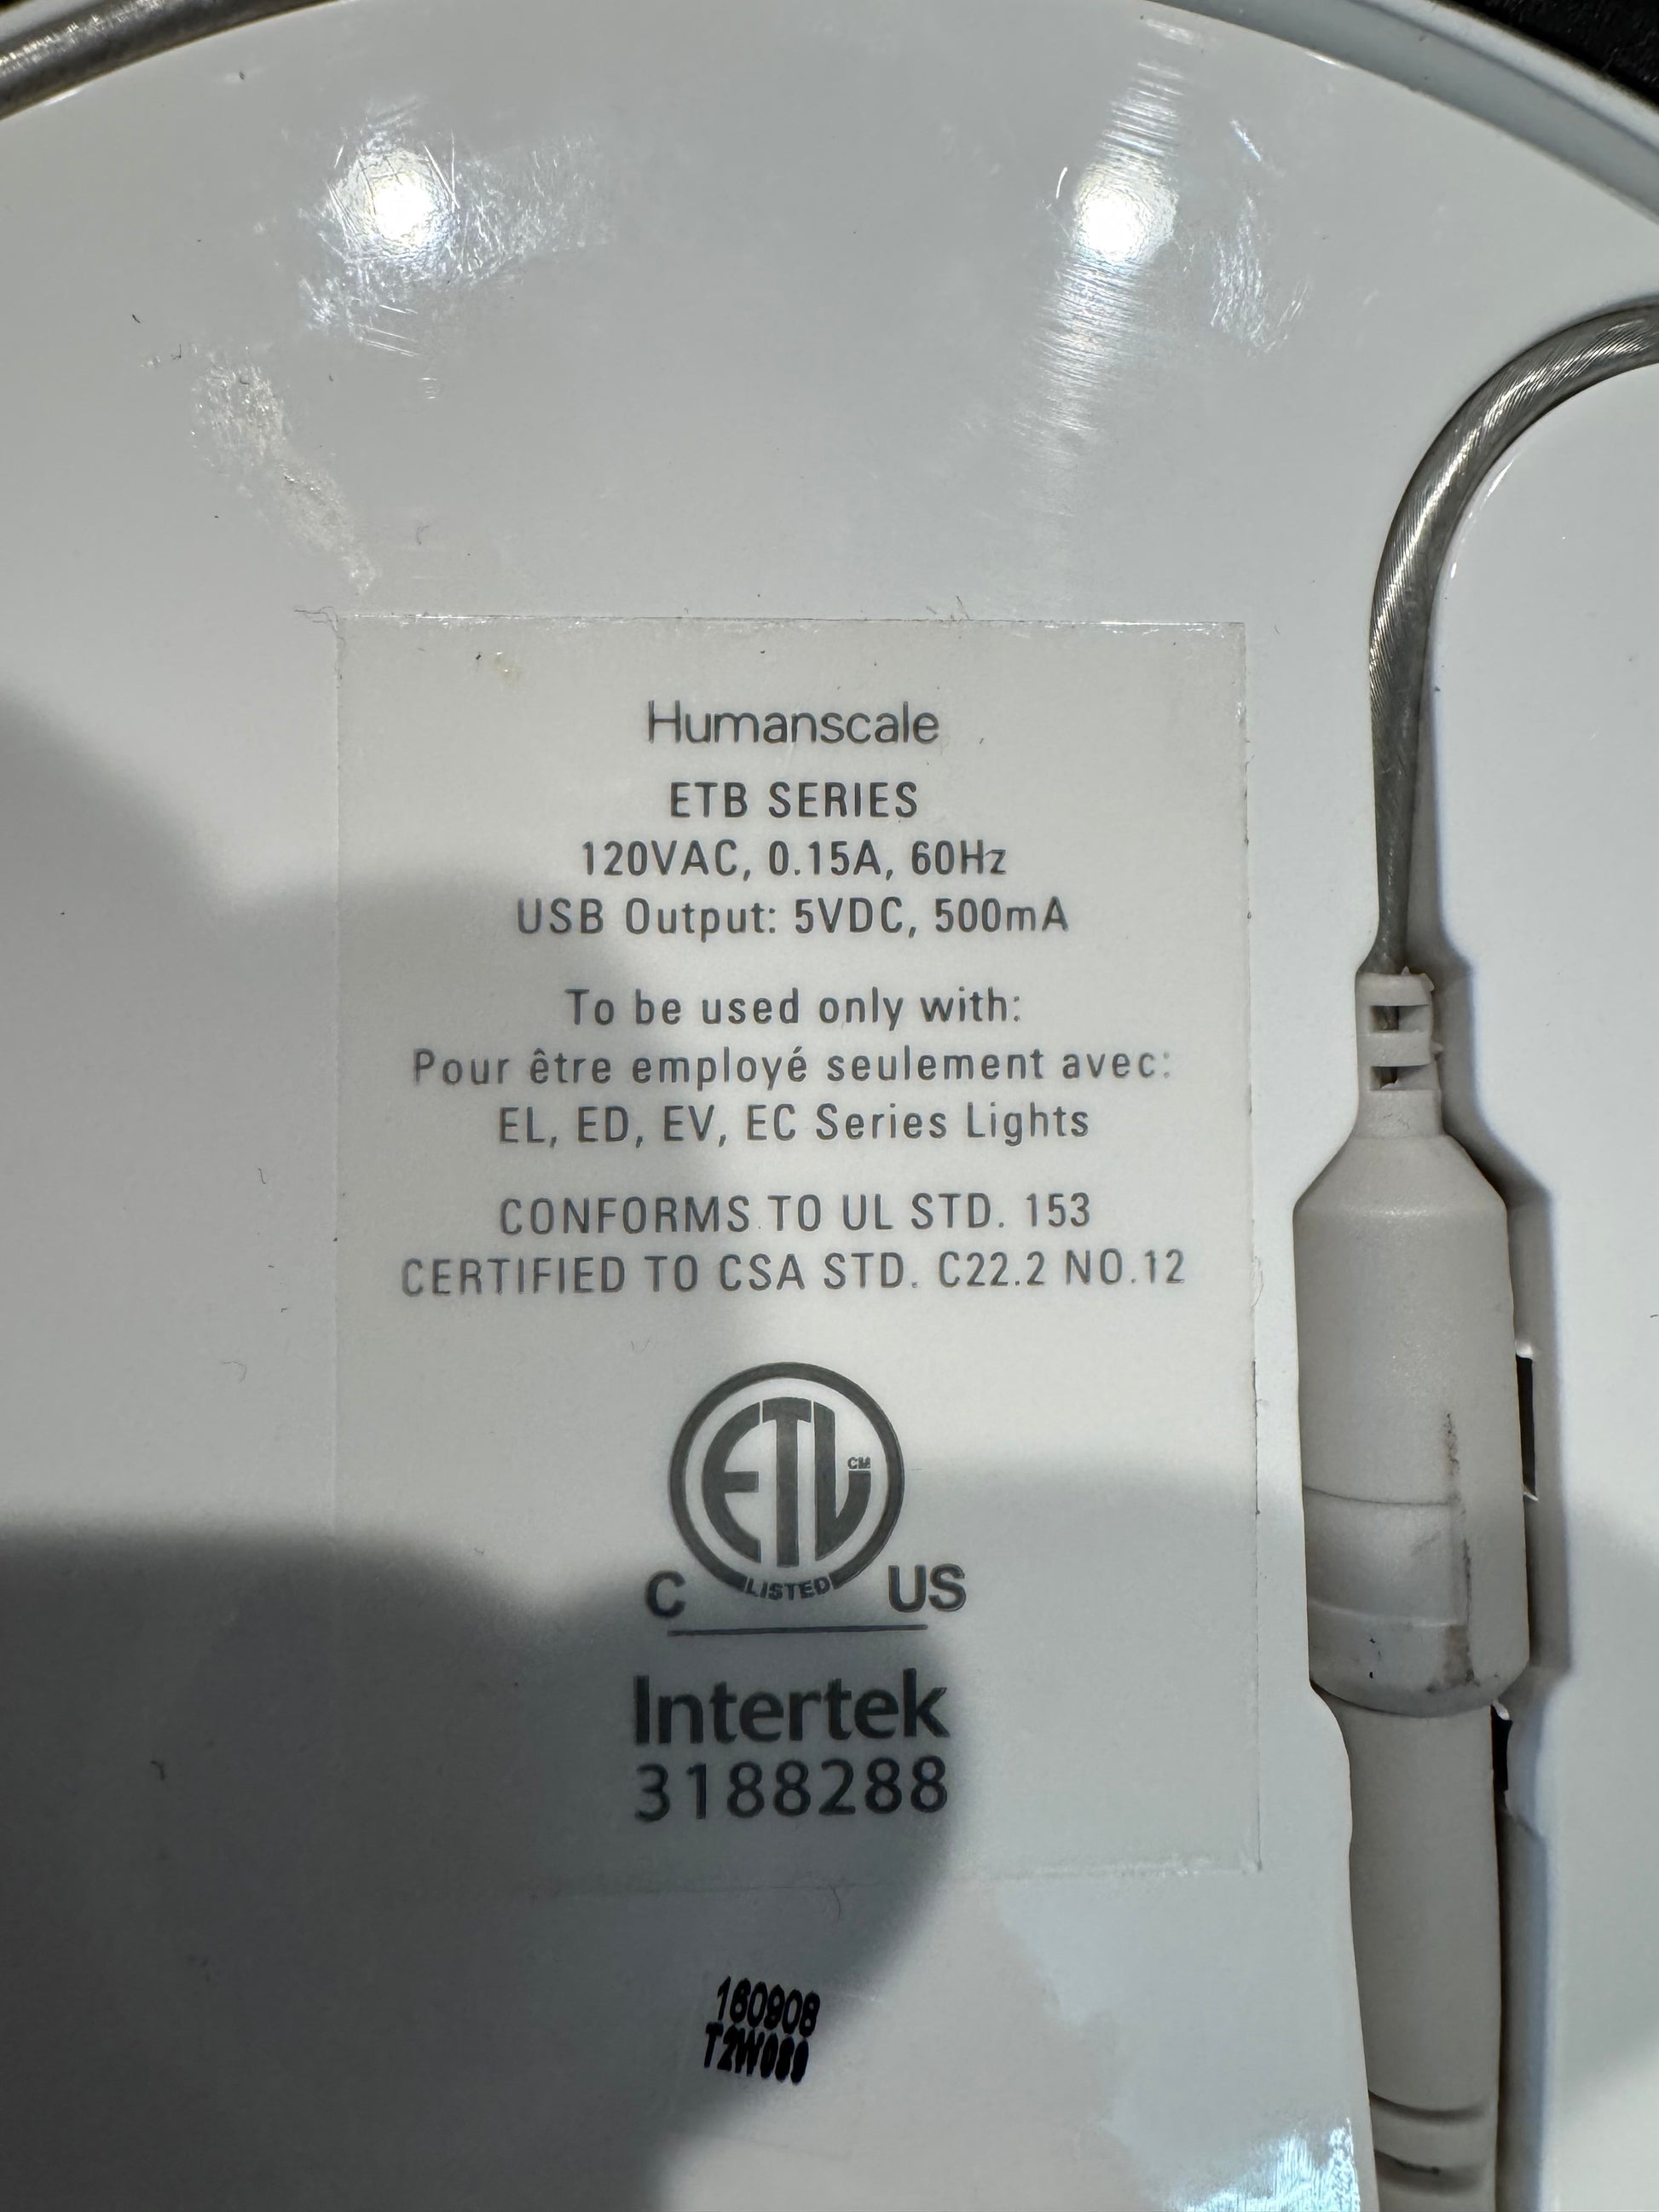 Humanscale
ETB SERIES
120VAC, 0.15A, 60Hz
USB Output: 5VDC, 500mA
To be used only with:
Pour être employé seulement avec:
EL, ED, EV, EC Series Lights
CONFORMS TO UL STD. 153
CERTIFIED TO CSA STD. C22.2 NO.12
ETL CM
LISTED
C US
Intertek
3188288
160908